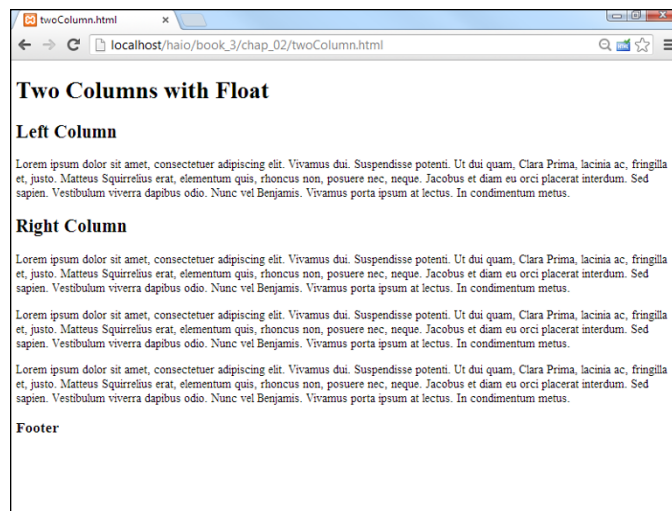 twoColumn.html
localhost/haio/book_3/chap_02/twoColumn.html
Two Columns with Float
Left Column
Lorem ipsum dolor sit amet, consectetuer adipiscing elit. Vivamus dui. Suspendisse potenti. Ut dui quam, Clara Prima, lacinia ac, fringilla
et, justo. Matteus Squirrelius erat, elementum quis, rhoncus non, posuere nec, neque. Jacobus et diam eu orci placerat interdum. Sed
sapien. Vestibulum viverra dapibus odio. Nunc vel Benjamis. Vivamus porta ipsum at lectus. In condimentum metus.
Right Column
Lorem ipsum dolor sit amet, consectetuer adipiscing elit. Vivamus dui. Suspendisse potenti. Ut dui quam, Clara Prima, lacinia ac, fringilla
et, justo. Matteus Squirrelius erat, elementum quis, rhoncus non, posuere nec, neque. Jacobus et diam eu orci placerat interdum. Sed
sapien. Vestibulum viverra dapibus odio. Nunc vel Benjamis. Vivamus porta ipsum at lectus. In condimentum metus.
Lorem ipsum dolor sit amet, consectetuer adipiscing elit. Vivamus dui. Suspendisse potenti. Ut dui quam, Clara Prima, lacinia ac, fringilla
et, justo. Matteus Squirrelius erat, elementum quis, rhoncus non, posuere nec, neque. Jacobus et diam eu orci placerat interdum. Sed
sapien. Vestibulum viverra dapibus odio. Nunc vel Benjamis. Vivamus porta ipsum at lectus. In condimentum metus.
Lorem ipsum dolor sit amet, consectetuer adipiscing elit. Vivamus dui. Suspendisse potenti. Ut dui quam, Clara Prima, lacinia ac, fringilla
et, justo. Matteus Squirrelius erat, elementum quis, rhoncus non, posuere nec, neque. Jacobus et diam eu orci placerat interdum. Sed
sapien. Vestibulum viverra dapibus odio. Nunc vel Benjamis. Vivamus porta ipsum at lectus. In condimentum metus.
Footer